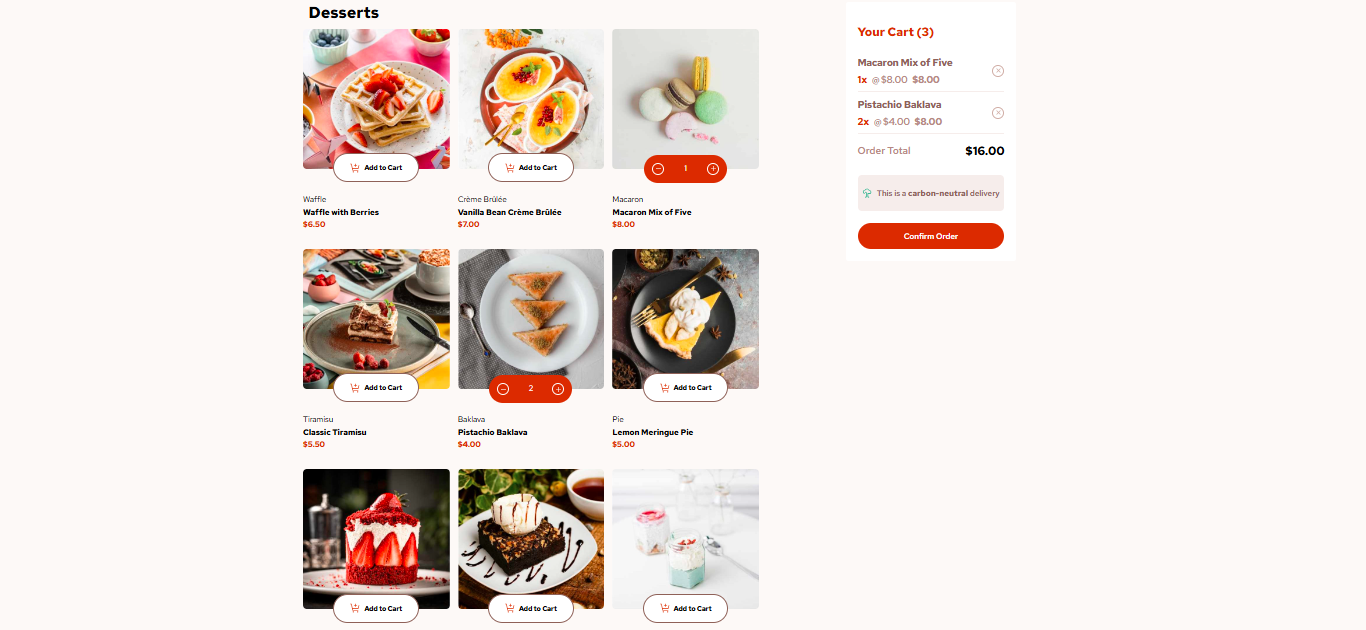 Desserts
Add to Cart
Add to Cart
1
Waffle
Waffle with Berries
$6.50
Crème Brûlée
Vanilla Bean Crème Brûlée
$7.00
Macaron
Macaron Mix of Five
$8.00
Add to Cart
2
Add to Cart
Tiramisu
Classic Tiramisu
$5.50
Baklava
Pistachio Baklava
$4.00
Pie
Lemon Meringue Pie
$5.00
Add to Cart
Add to Cart
Add to Cart
Your Cart (3)
Macaron Mix of Five
1x @ $8.00 $8.00
Pistachio Baklava
2x @ $4.00 $8.00
Order Total $16.00
This is a carbon-neutral delivery
Confirm Order